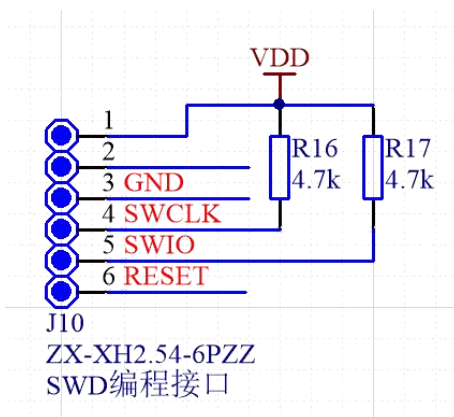 VDD
1
2
3 GND
4 SWCLK
5 SWIO
6 RESET
R16
4.7k
R17
4.7k
J10
ZX-XH2.54-6PZZ
SWD编程接口